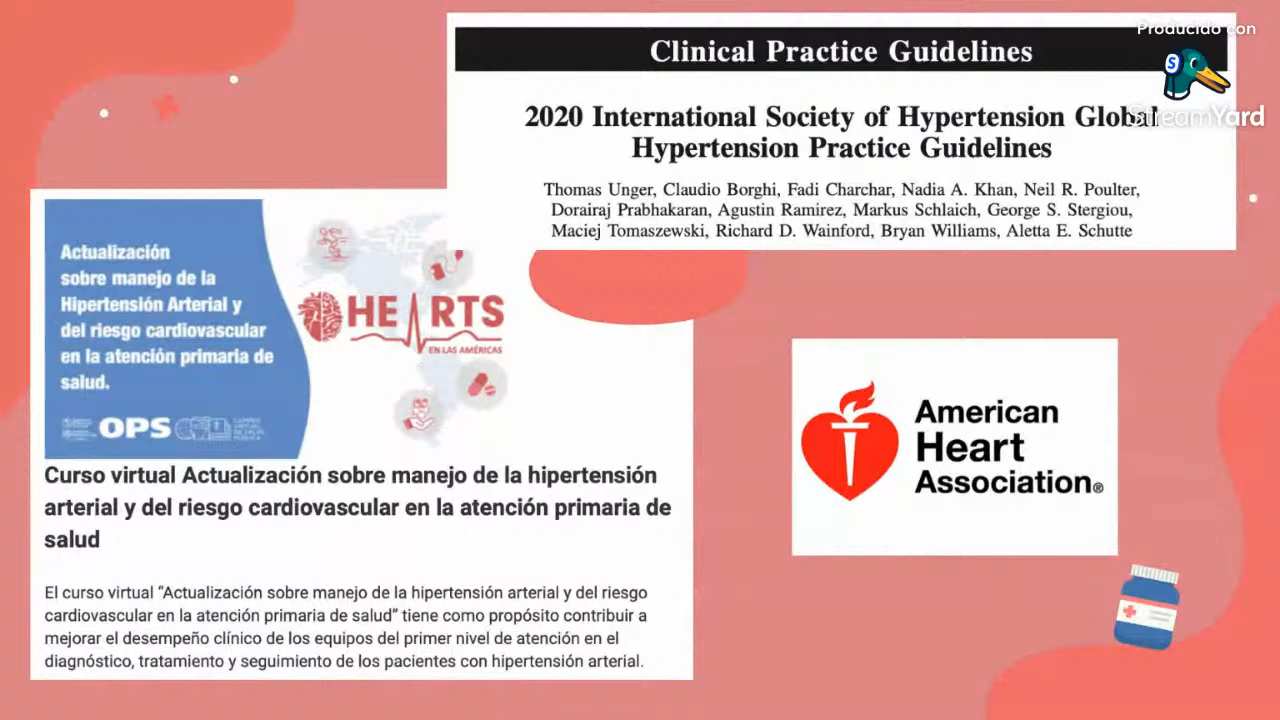 Producido con
StreamYard
Clinical Practice Guidelines
2020 International Society of Hypertension Global
Hypertension Practice Guidelines
Thomas Unger, Claudio Borghi, Fadi Charchar, Nadia A. Khan, Neil R. Poulter,
Dorairaj Prabhakaran, Agustin Ramirez, Markus Schlaich, George S. Stergiou,
Maciej Tomaszewski, Richard D. Wainford, Bryan Williams, Aletta E. Schutte
Actualización
sobre manejo de la
Hipertensión Arterial y
del riesgo cardiovascular
en la atención primaria de
salud.
OPS
HEARTS
EN LAS AMÉRICAS
Curso virtual Actualización sobre manejo de la hipertensión
arterial y del riesgo cardiovascular en la atención primaria de
salud
El curso virtual “Actualización sobre manejo de la hipertensión arterial y del riesgo
cardiovascular en la atención primaria de salud” tiene como propósito contribuir a
mejorar el desempeño clínico de los equipos del primer nivel de atención en el
diagnóstico, tratamiento y seguimiento de los pacientes con hipertensión arterial.
American
Heart
Association®